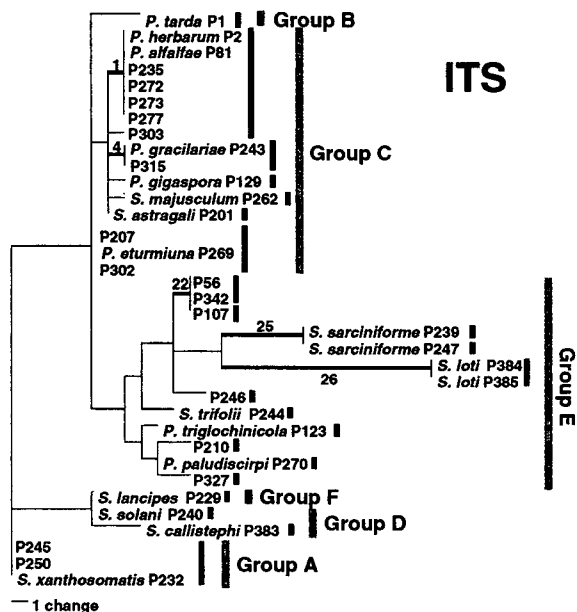 P. tarda P1
Group B
P. herbarum P2
P. alfalfae P81
1
P235
P272
P273
P277
P303
ITS
4
P. gracilariae P243
P315
Group C
P. gigaspora P129
S. majusculum P262
S. astragali P201
P207
P. eturmiuna P269
P302
22
P56
P342
P107
25
S. sarciniforme P239
S. sarciniforme P247
26
S. loti P384
S. loti P385
Group E
P246
S. trifolii P244
P. triglochinicola P123
P210
P. paludiscirpi P270
P327
S. lancipes P229
Group F
S. solani P240
Group D
S. callistephi P383
P245
P250
Group A
S. xanthosomatis P232
1 change